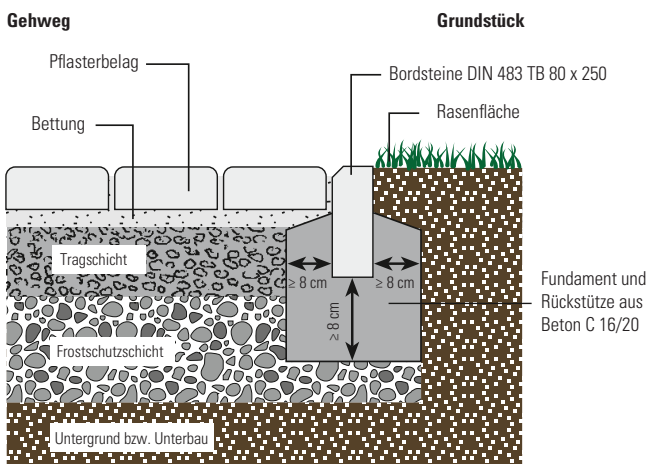 Gehweg
Grundstück
Pflasterbelag
Bordsteine DIN 483 TB 80 x 250
Bettung
Rasenfläche
Tragschicht
≥ 8 cm
≥ 8 cm
≥ 8 cm
Fundament und
Rückstütze aus
Beton C 16/20
Frostschutzschicht
Untergrund bzw. Unterbau